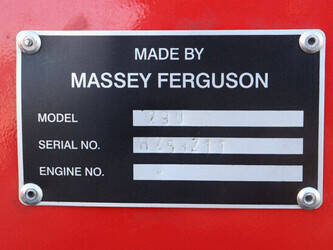 MADE BY
MASSEY FERGUSON
MODEL
SERIAL NO.
ENGINE NO.